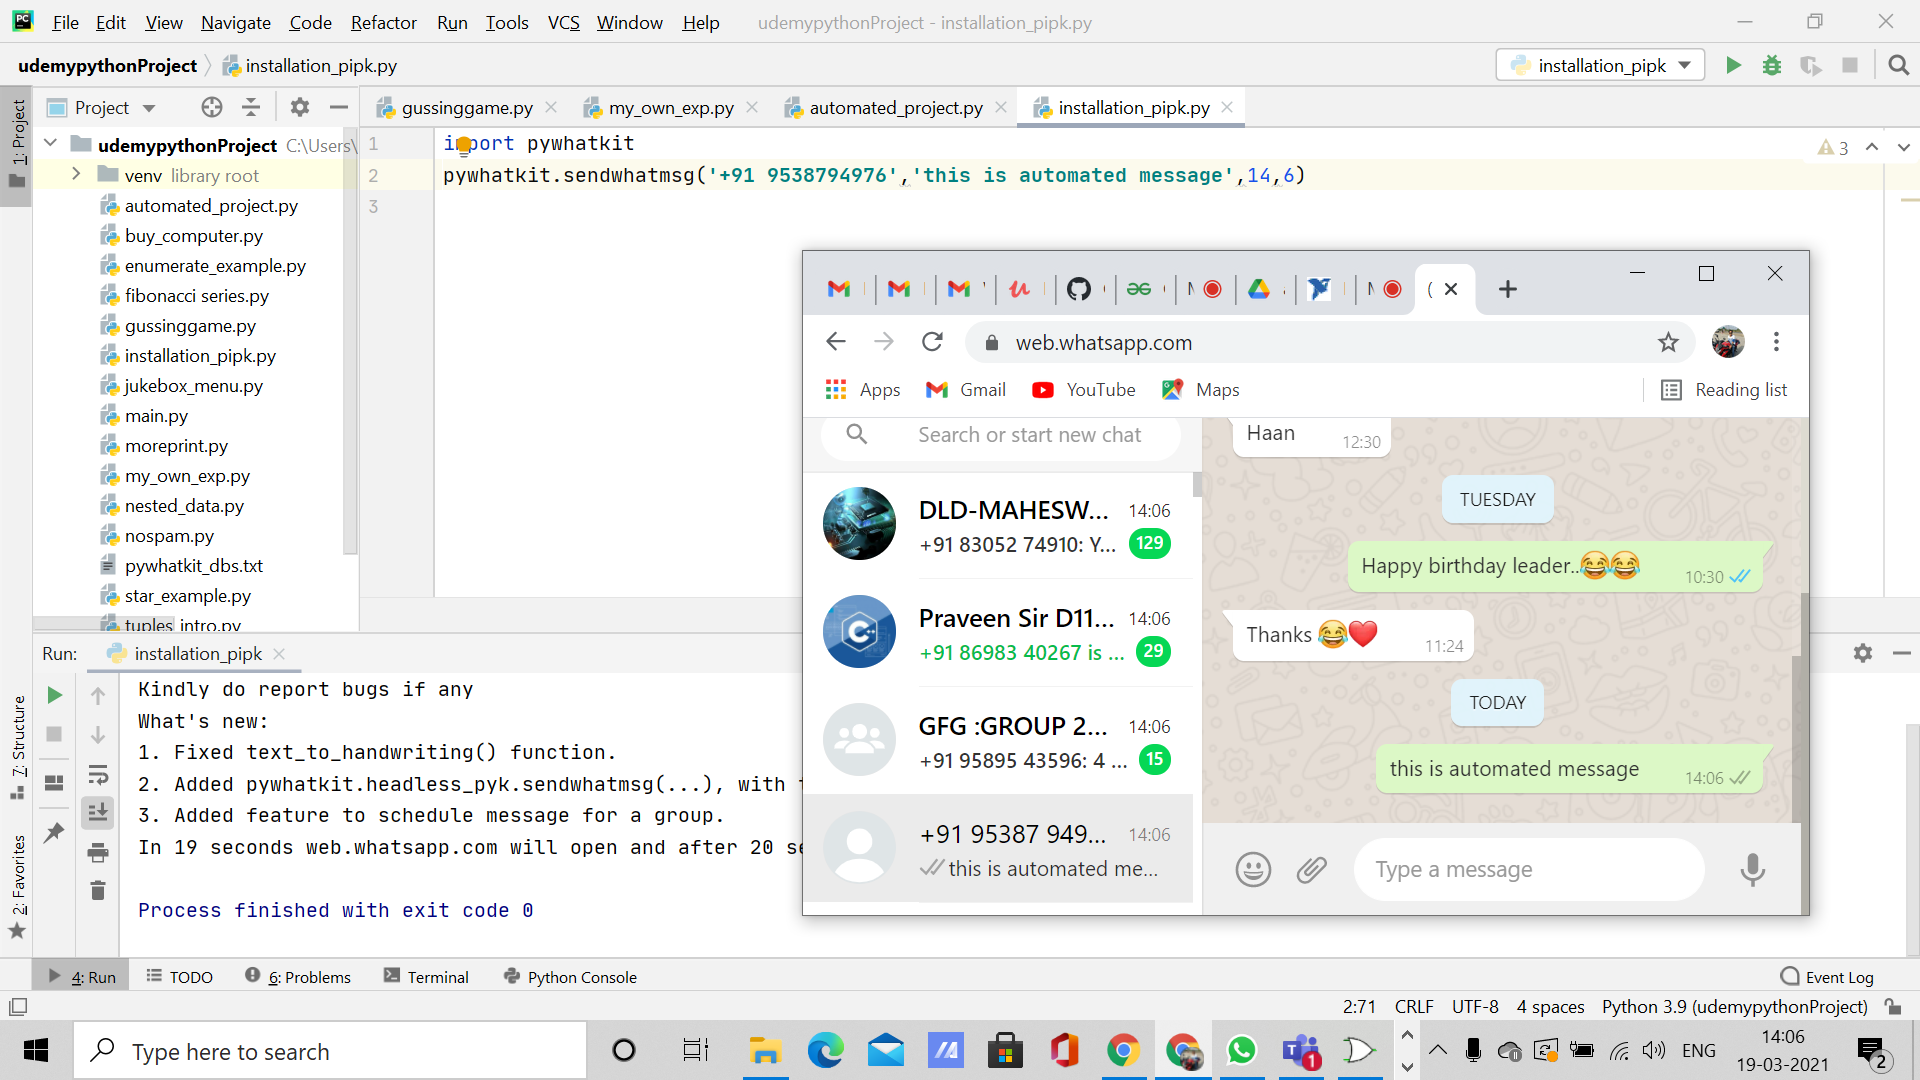 File Edit View Navigate Code Refactor Run Tools VCS Window Help udemypythonProject - installation_pipk.py
udemypythonProject installation_pipk.py installation_pipk
1: Project
Project gussinggame.py my_own_exp.py automated_project.py installation_pipk.py
udemypythonProject C:\Users\
venv library root
automated_project.py
buy_computer.py
enumerate_example.py
fibonacci series.py
gussinggame.py
installation_pipk.py
jukebox_menu.py
main.py
moreprint.py
my_own_exp.py
nested_data.py
nospam.py
pywhatkit_dbs.txt
star_example.py
tuples intro.py
1 import pywhatkit
2 pywhatkit.sendwhatmsg('+91 9538794976','this is automated message',14,6)
3
3
web.whatsapp.com
Apps Gmail YouTube Maps Reading list
Search or start new chat
DLD-MAHESW... 14:06
+91 83052 74910: Y... 129
Praveen Sir D11... 14:06
+91 86983 40267 is ... 29
GFG :GROUP 2... 14:06
+91 95895 43596: 4 ... 15
+91 95387 949... 14:06
this is automated me...
Haan 12:30
TUESDAY
Happy birthday leader..😂😂 10:30
Thanks 😂❤️ 11:24
TODAY
this is automated message 14:06
Type a message
Run: installation_pipk
Kindly do report bugs if any
What's new:
1. Fixed text_to_handwriting() function.
2. Added pywhatkit.headless_pyk.sendwhatmsg(...), with
3. Added feature to schedule message for a group.
In 19 seconds web.whatsapp.com will open and after 20 se
Process finished with exit code 0
7: Structure
2: Favorites
4: Run TODO 6: Problems Terminal Python Console Event Log
2:71 CRLF UTF-8 4 spaces Python 3.9 (udemypythonProject)
Type here to search
1
ENG
14:06
19-03-2021
2